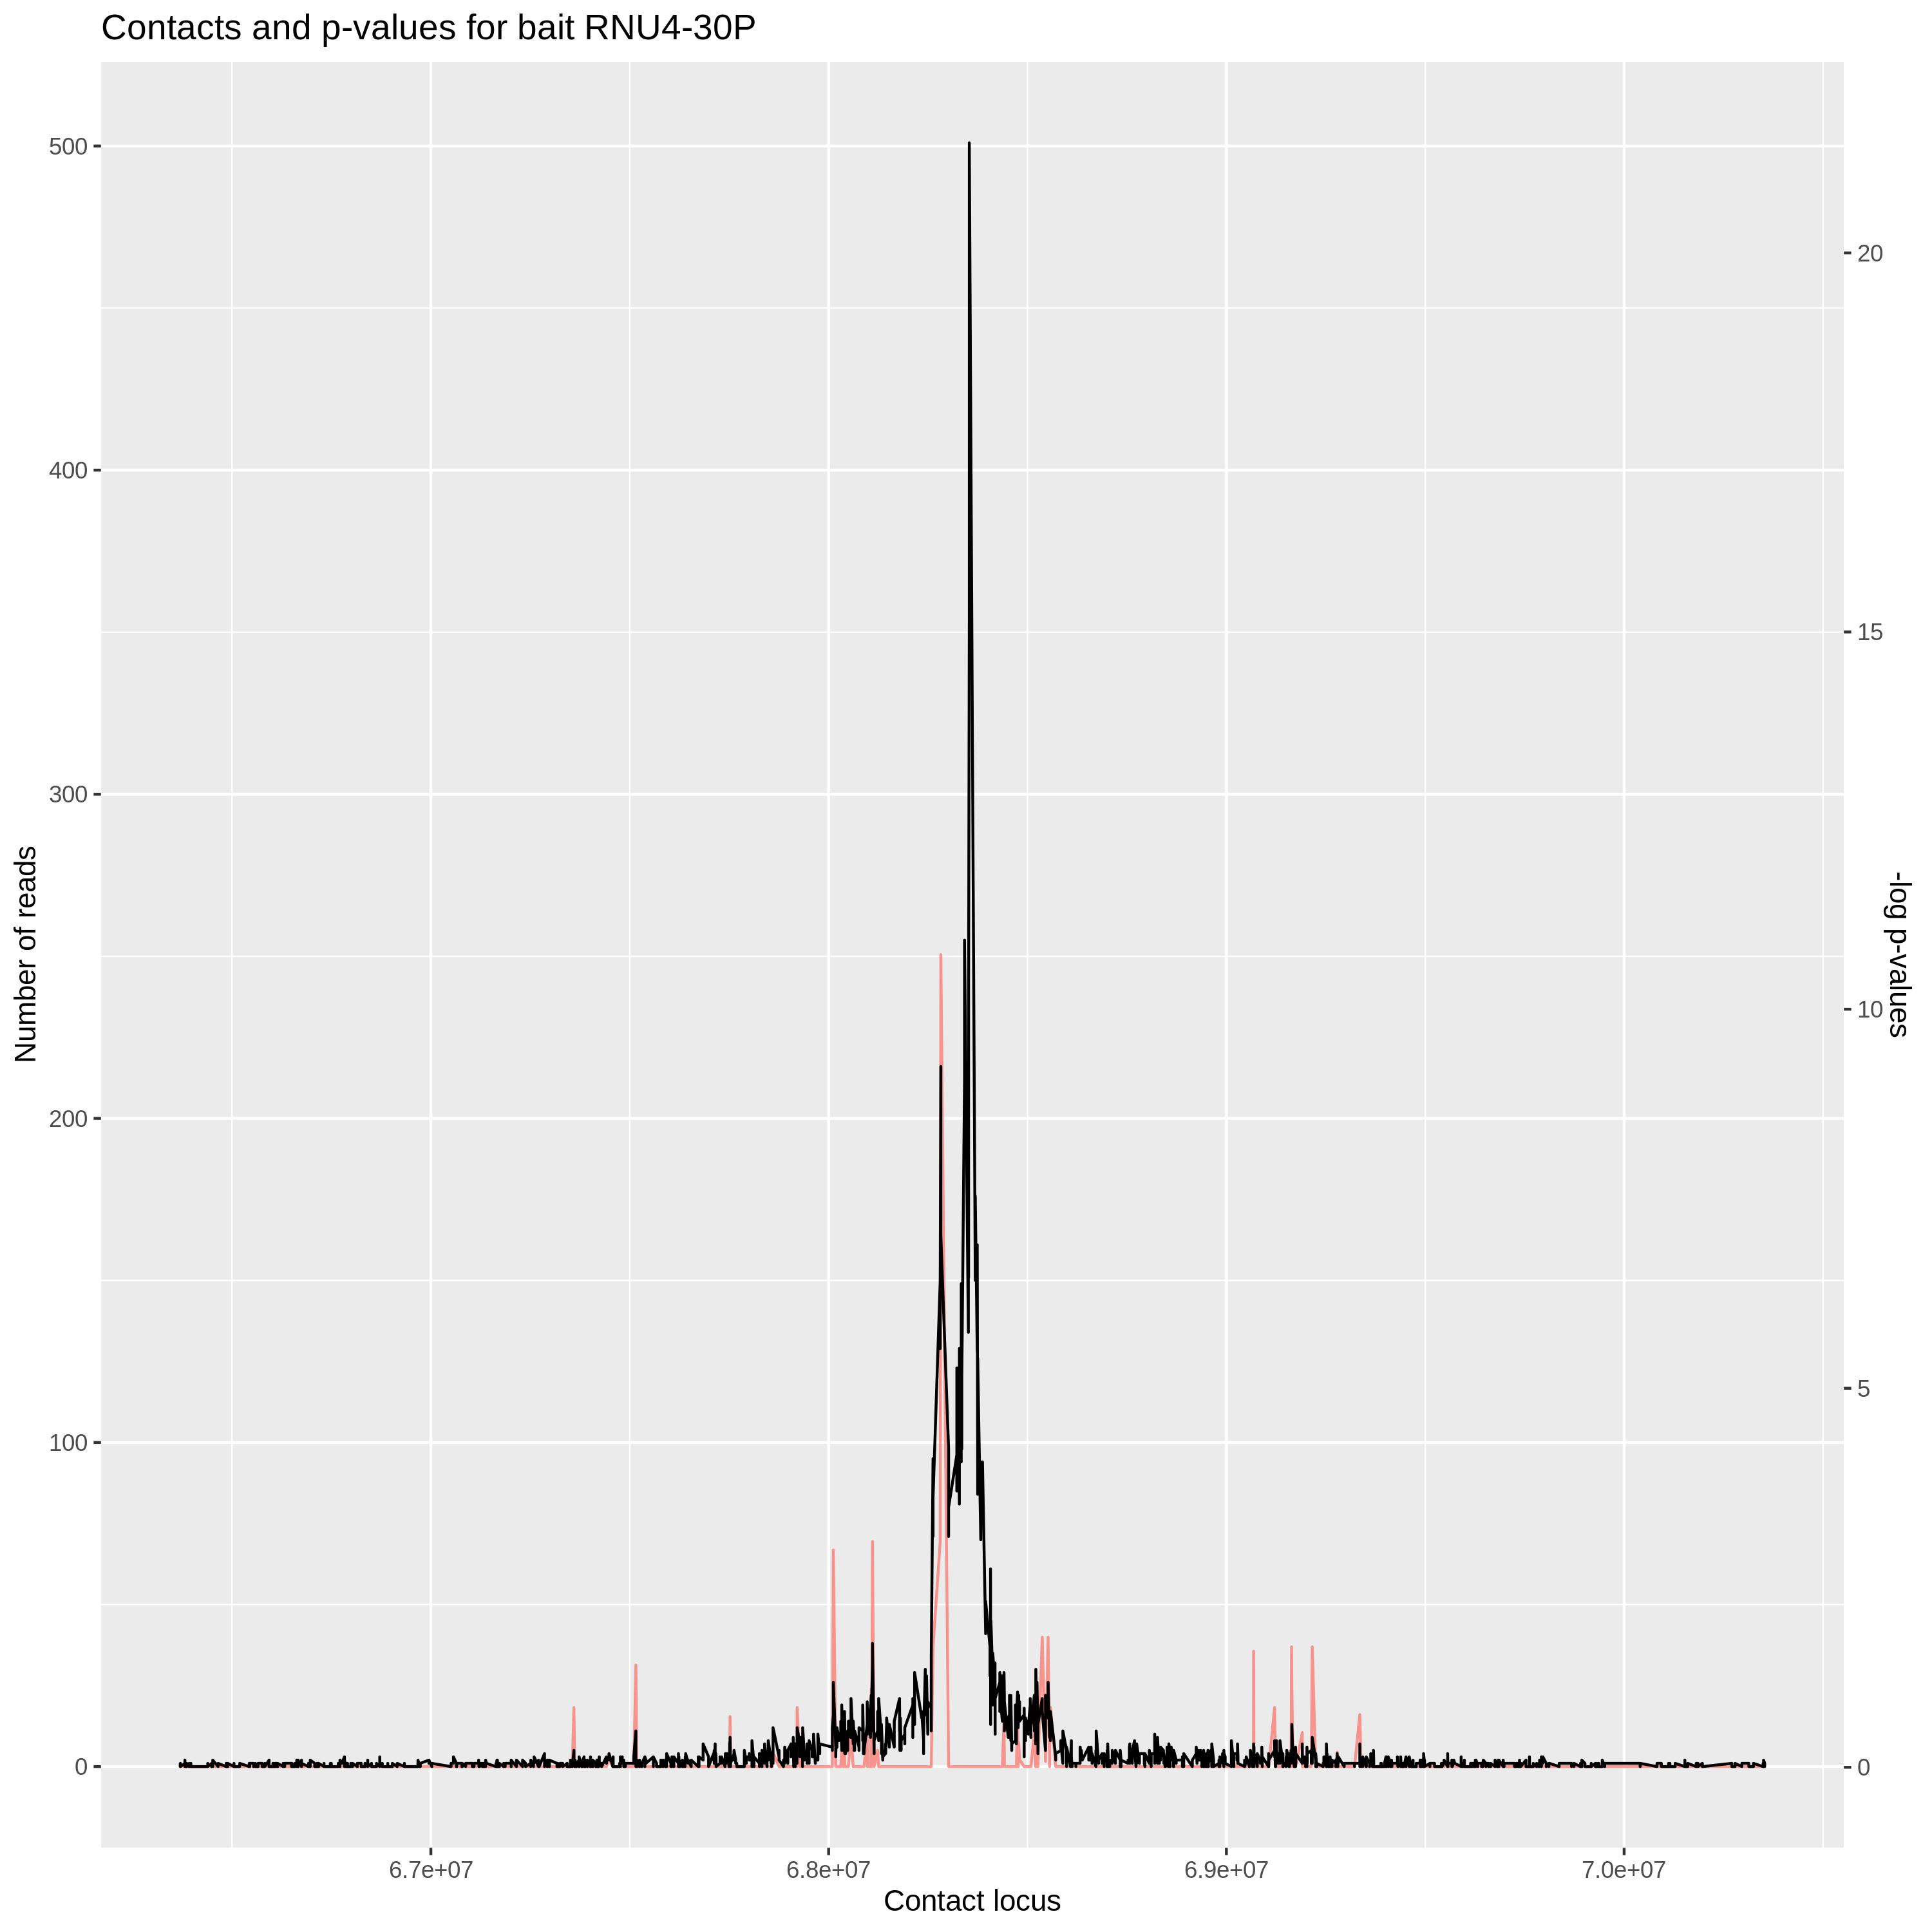 Contacts and p-values for bait RNU4-30P
500
400
300
200
100
0
Number of reads
20
15
10
5
0
-log p-values
6.7e+07
6.8e+07
6.9e+07
7.0e+07
Contact locus